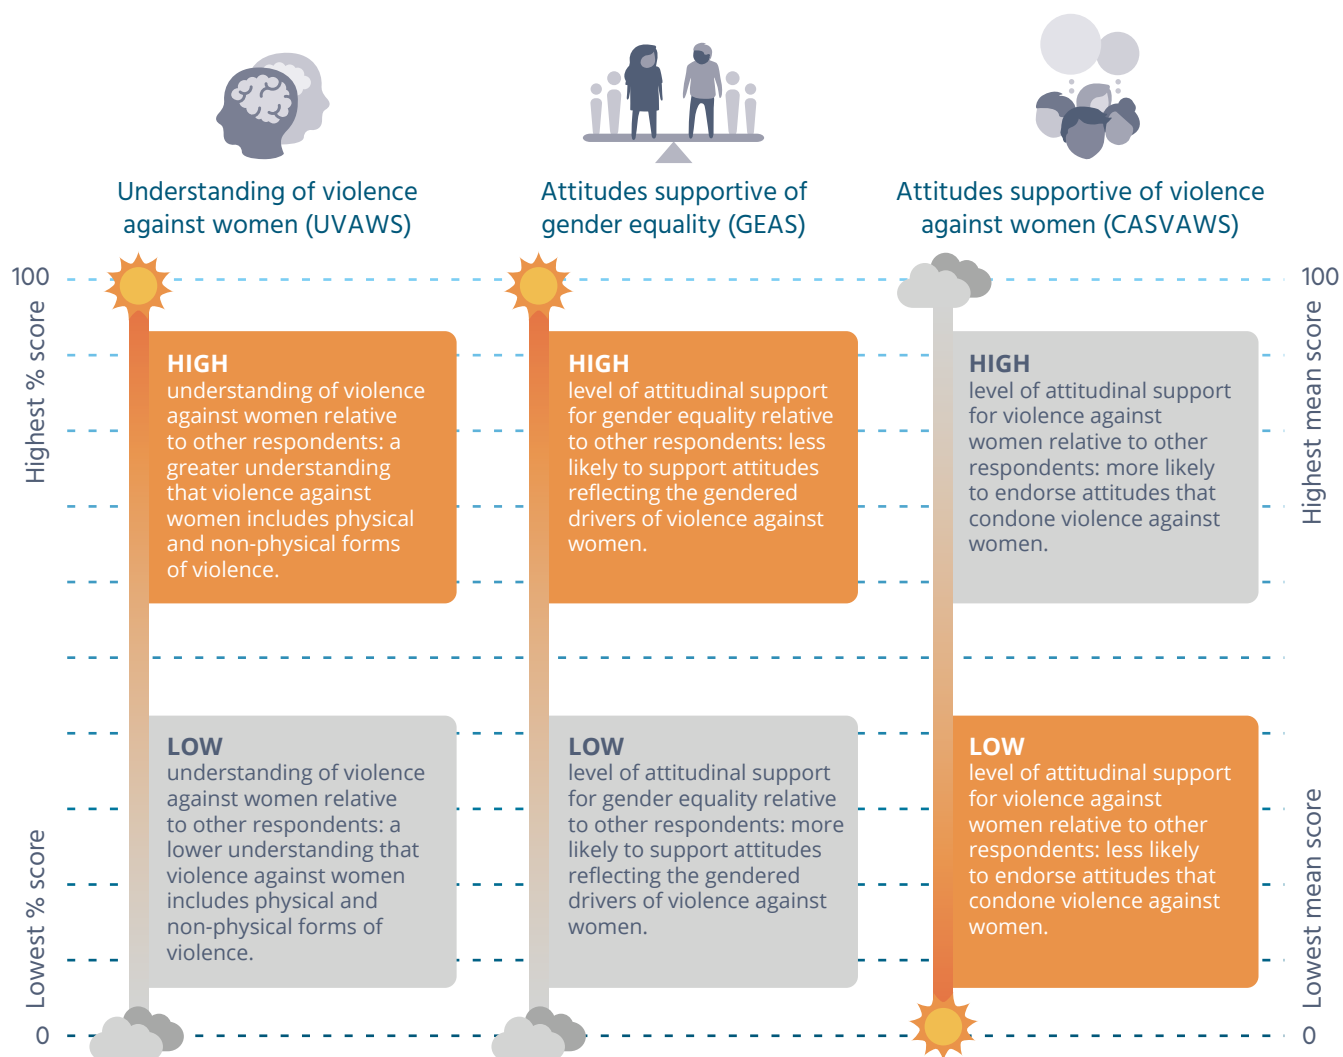 Understanding of violence
against women (UVAWS)
Attitudes supportive of
gender equality (GEAS)
Attitudes supportive of violence
against women (CASVAWS)
100
100
Highest % score
Highest mean score
HIGH
understanding of violence
against women relative
to other respondents: a
greater understanding
that violence against
women includes physical
and non-physical forms
of violence.
HIGH
level of attitudinal support
for gender equality relative
to other respondents: less
likely to support attitudes
reflecting the gendered
drivers of violence against
women.
HIGH
level of attitudinal support
for violence against
women relative to other
respondents: more likely
to endorse attitudes that
condone violence against
women.
LOW
understanding of violence
against women relative
to other respondents: a
lower understanding that
violence against women
includes physical and
non-physical forms of
violence.
LOW
level of attitudinal support
for gender equality relative
to other respondents: more
likely to support attitudes
reflecting the gendered
drivers of violence against
women.
LOW
level of attitudinal support
for violence against
women relative to other
respondents: less likely
to endorse attitudes that
condone violence against
women.
Lowest % score
Lowest mean score
0
0